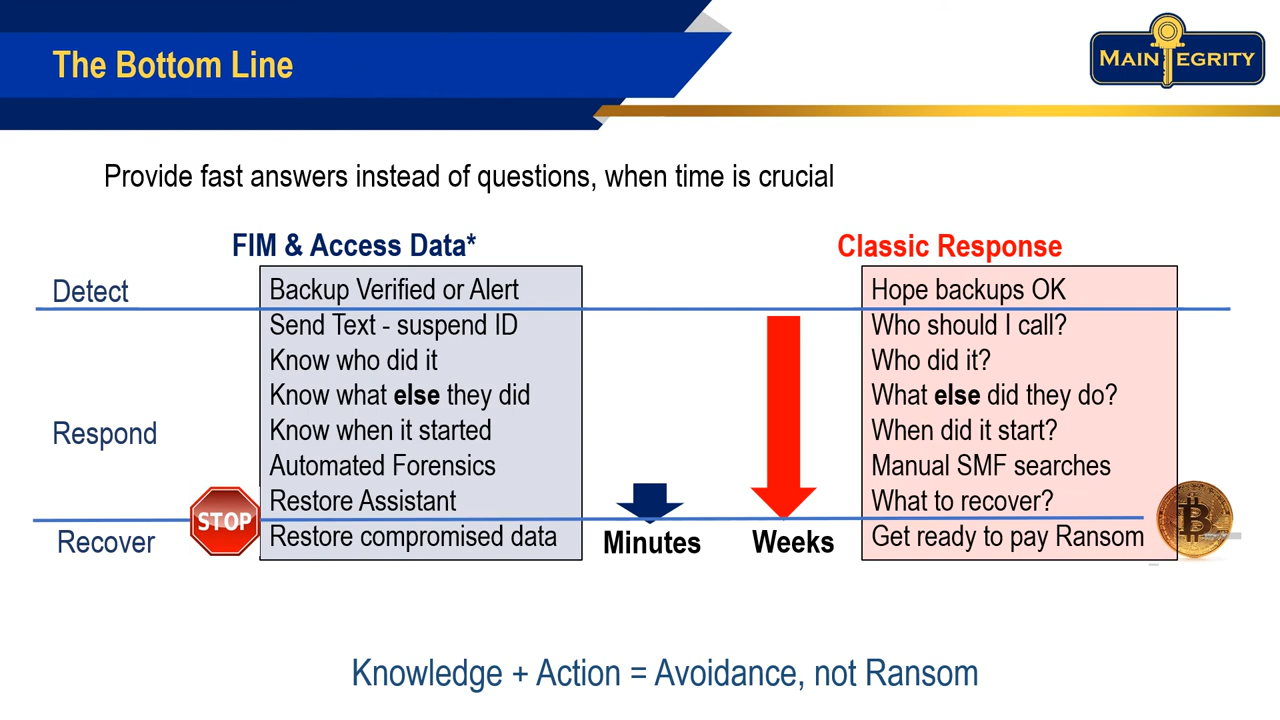 The Bottom Line
MAIN EGRITY
Provide fast answers instead of questions, when time is crucial
FIM & Access Data*
Classic Response
Detect
Backup Verified or Alert
Hope backups OK
Send Text - suspend ID
Who should I call?
Know who did it
Who did it?
Know what else they did
What else did they do?
Respond
Know when it started
When did it start?
Automated Forensics
Manual SMF searches
Restore Assistant
What to recover?
STOP
Recover
Restore compromised data
Minutes
Weeks
Get ready to pay Ransom
Knowledge + Action = Avoidance, not Ransom